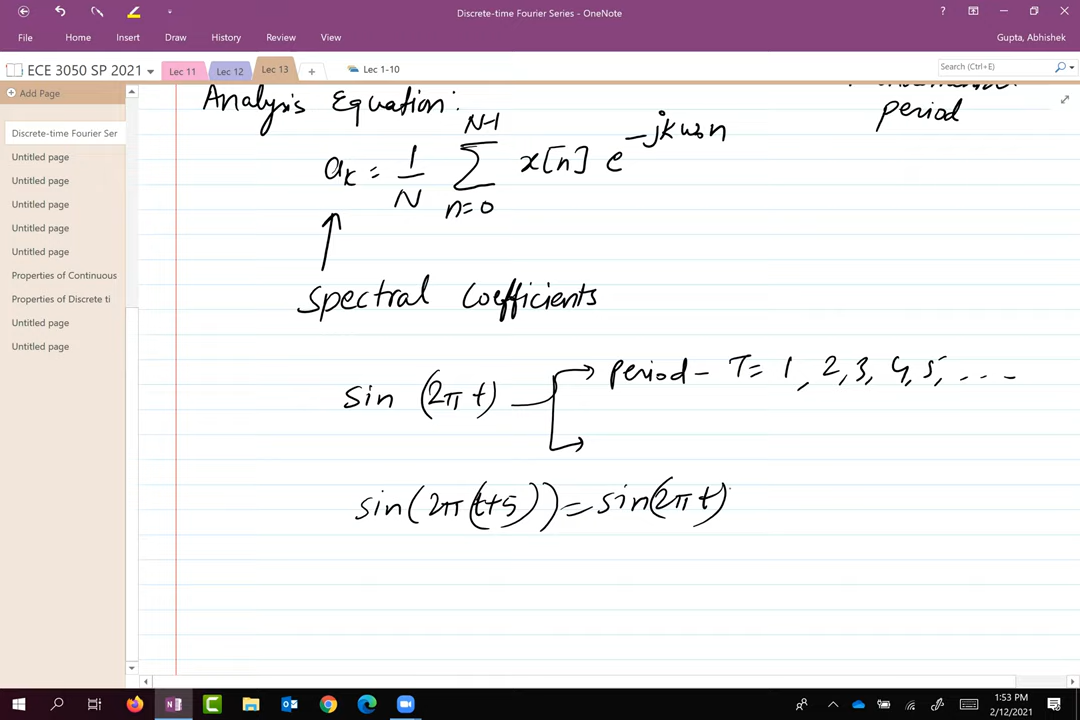 Discrete-time Fourier Series - OneNote
File Home Insert Draw History Review View
Gupta, Abhishek
ECE 3050 SP 2021
Lec 11
Lec 12
Lec 13
Lec 1-10
Search (Ctrl+E)
Add Page
Discrete-time Fourier Ser
Untitled page
Untitled page
Untitled page
Untitled page
Untitled page
Properties of Continuous
Properties of Discrete ti
Untitled page
Untitled page
period
Analysis Equation:
a_k = 1/N ∑_{n=0}^{N-1} x[n] e^{-jkω₀n}
Spectral Coefficients
sin (2π t) → Period - T = 1, 2, 3, 4, 5, ...
sin(2π(t+5)) = sin(2π t)
1:53 PM
2/12/2021